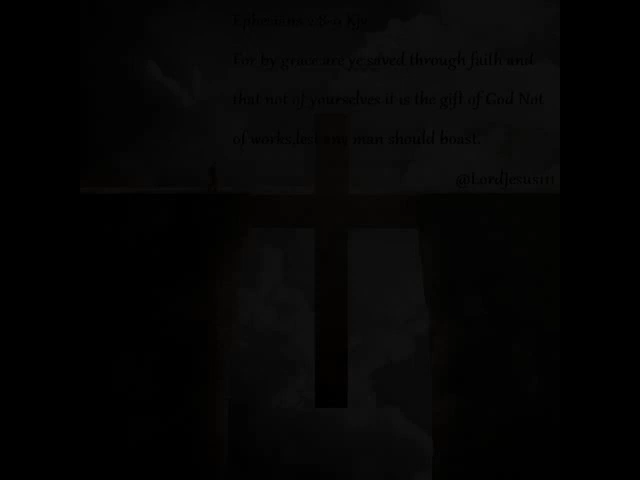 Ephesians 2:8-9 Kjv
For by grace are ye saved through faith and
that not of yourselves it is the gift of God Not
of works, lest any man should boast.
@LordJesus111